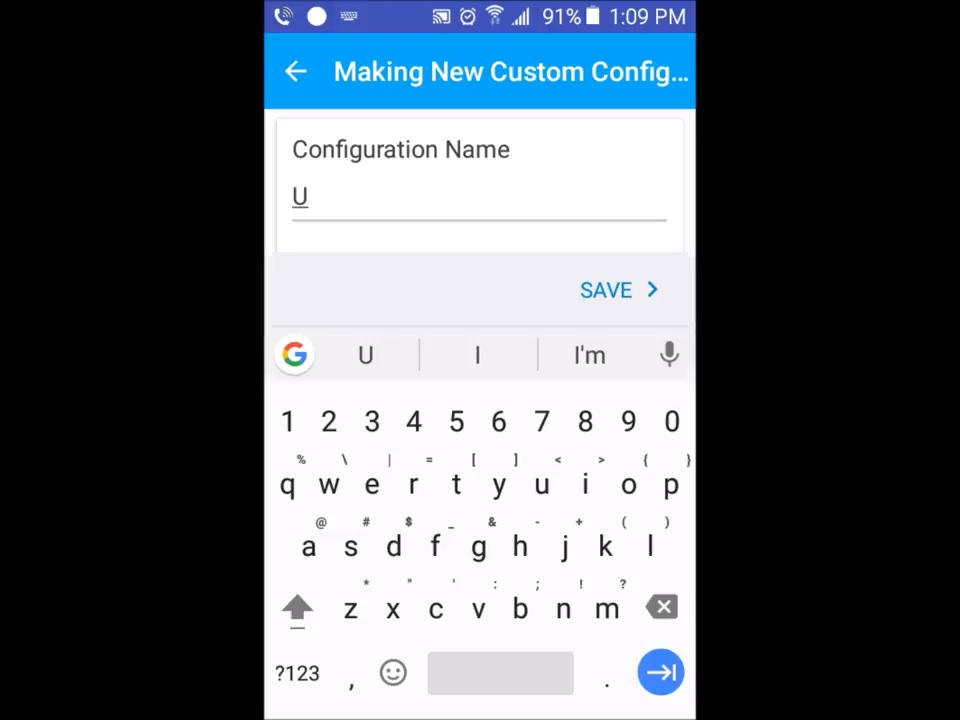 91% 1:09 PM
Making New Custom Config...
Configuration Name
U
SAVE
U I I'm
1 2 3 4 5 6 7 8 9 0
% \ | = [ ] < > { }
q w e r t y u i o p
@ # $ _ & - + ( )
a s d f g h j k l
* " ' : ; ! ?
z x c v b n m
?123 , .